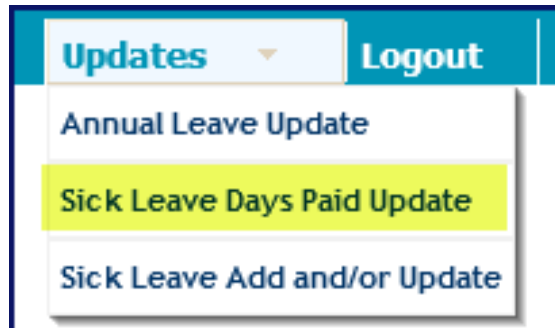 Updates Logout
Annual Leave Update
Sick Leave Days Paid Update
Sick Leave Add and/or Update